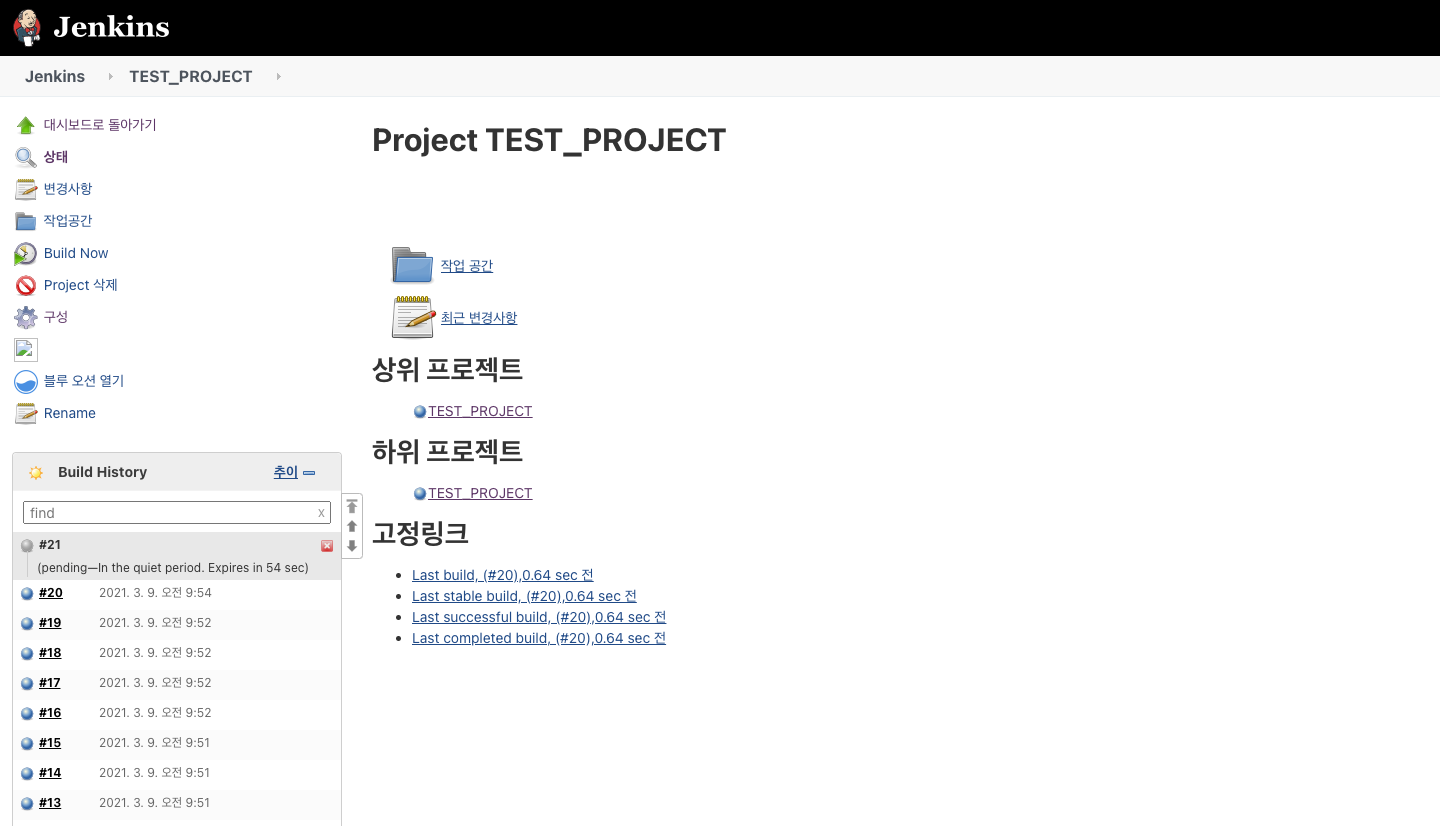 Jenkins
Jenkins TEST_PROJECT
대시보드로 돌아가기
상태
변경사항
작업공간
Build Now
Project 삭제
구성
블루 오션 열기
Rename
Build History 추이
find x
#21
(pending—In the quiet period. Expires in 54 sec)
#20 2021. 3. 9. 오전 9:54
#19 2021. 3. 9. 오전 9:52
#18 2021. 3. 9. 오전 9:52
#17 2021. 3. 9. 오전 9:52
#16 2021. 3. 9. 오전 9:52
#15 2021. 3. 9. 오전 9:51
#14 2021. 3. 9. 오전 9:51
#13 2021. 3. 9. 오전 9:51
Project TEST_PROJECT
작업 공간
최근 변경사항
상위 프로젝트
TEST_PROJECT
하위 프로젝트
TEST_PROJECT
고정링크
Last build, (#20),0.64 sec 전
Last stable build, (#20),0.64 sec 전
Last successful build, (#20),0.64 sec 전
Last completed build, (#20),0.64 sec 전